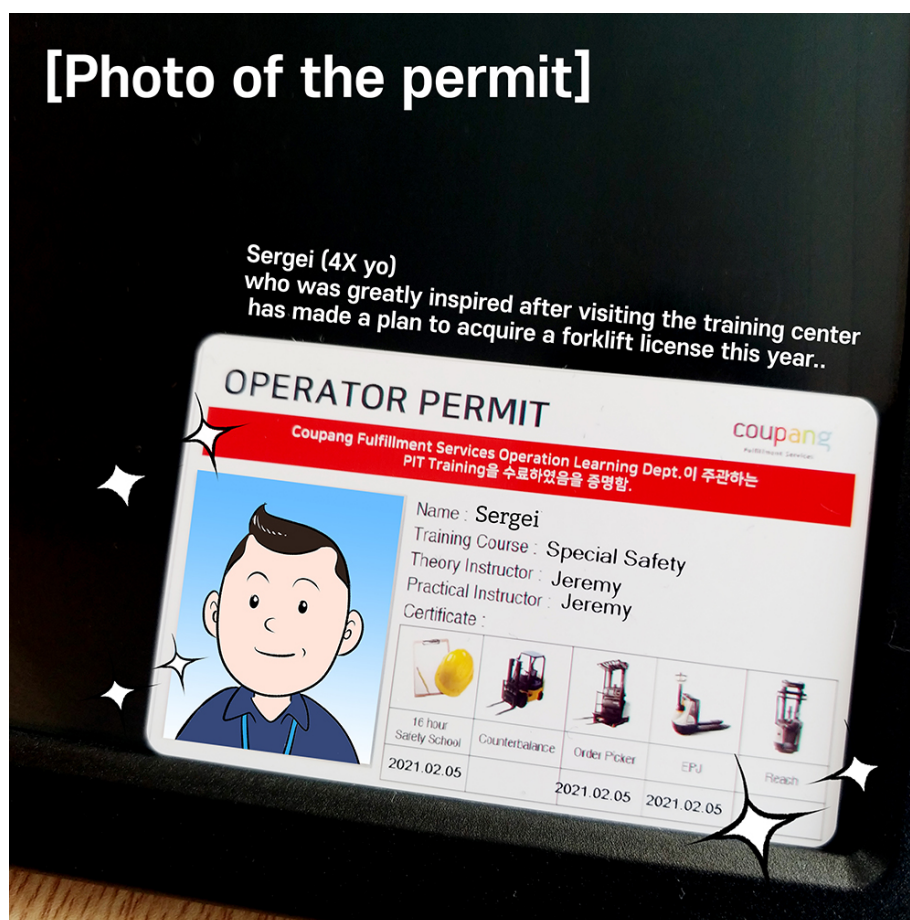 [Photo of the permit]
Sergei (4X yo)
who was greatly inspired after visiting the training center
has made a plan to acquire a forklift license this year..
OPERATOR PERMIT
coupang
Fulfillment Services
Coupang Fulfillment Services Operation Learning Dept.이 주관하는
PIT Training을 수료하였음을 증명함.
Name : Sergei
Training Course : Special Safety
Theory Instructor : Jeremy
Practical Instructor : Jeremy
Certificate :
16 hour
Safety School
Counterbalance
Order Picker
EPJ
Reach
2021.02.05
2021.02.05
2021.02.05